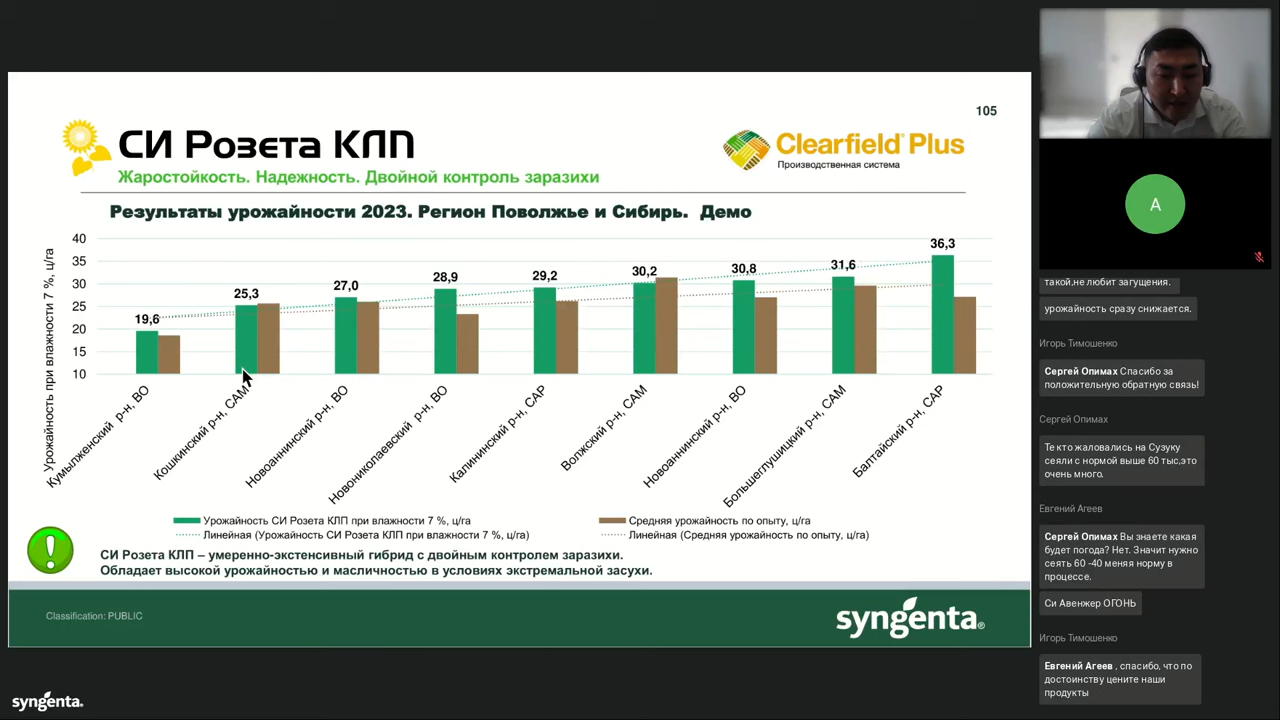 105
СИ Розета КЛП
Жаростойкость. Надежность. Двойной контроль заразихи
Clearfield® Plus
Производственная система
Результаты урожайности 2023. Регион Поволжье и Сибирь. Демо
Урожайность при влажности 7 %, ц/га
40
35
30
25
20
15
10
19,6
25,3
27,0
28,9
29,2
30,2
30,8
31,6
36,3
Кумылженский р-н, ВО
Кошкинский р-н, САМ
Новоаннинский р-н, ВО
Новониколаевский р-н, ВО
Калининский р-н, САР
Волжский р-н, САМ
Новоаннинский р-н, ВО
Большеглушицкий р-н, САМ
Балтайский р-н, САР
Урожайность СИ Розета КЛП при влажности 7 %, ц/га
Средняя урожайность по опыту, ц/га
Линейная (Урожайность СИ Розета КЛП при влажности 7 %, ц/га)
Линейная (Средняя урожайность по опыту, ц/га)
СИ Розета КЛП – умеренно-экстенсивный гибрид с двойным контролем заразихи.
Обладает высокой урожайностью и масличностью в условиях экстремальной засухи.
Classification: PUBLIC
syngenta®
syngenta.
А
такой,не любит загущения.
урожайность сразу снижается.
Игорь Тимошенко
Сергей Опимах Спасибо за
положительную обратную связь!
Сергей Опимах
Те кто жаловались на Сузуку
сеяли с нормой выше 60 тыс,это
очень много.
Евгений Агеев
Сергей Опимах Вы знаете какая
будет погода? Нет. Значит нужно
сеять 60 -40 меняя норму в
процессе.
Си Авенжер ОГОНЬ
Игорь Тимошенко
Евгений Агеев , спасибо, что по
достоинству цените наши
продукты